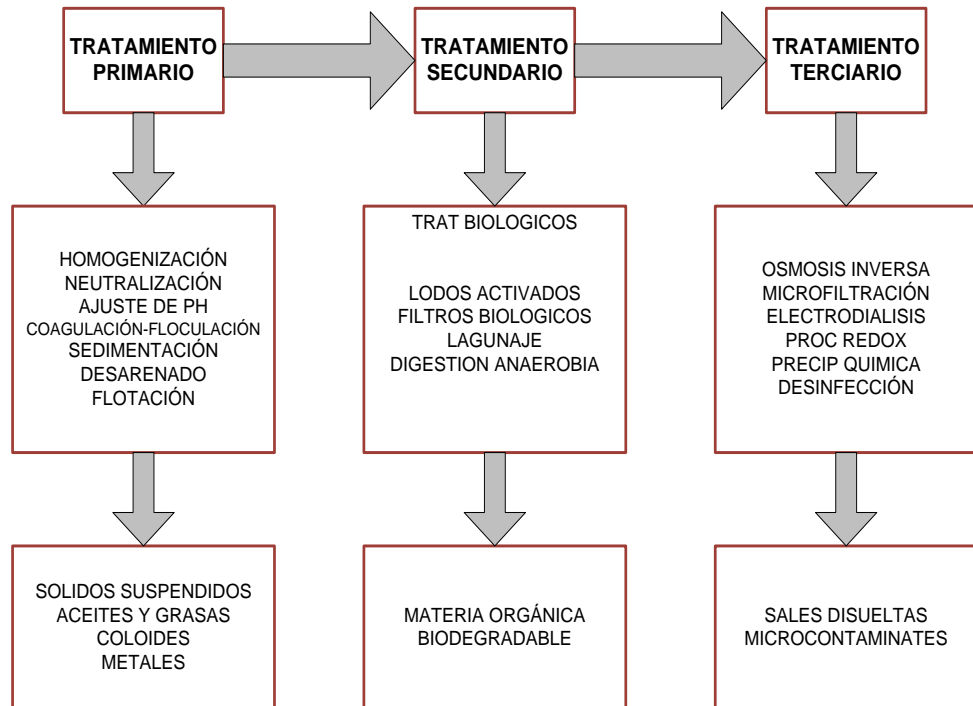 TRATAMIENTO
PRIMARIO
TRATAMIENTO
SECUNDARIO
TRATAMIENTO
TERCIARIO
HOMOGENIZACIÓN
NEUTRALIZACIÓN
AJUSTE DE PH
COAGULACIÓN-FLOCULACIÓN
SEDIMENTACIÓN
DESARENADO
FLOTACIÓN
TRAT BIOLOGICOS
LODOS ACTIVADOS
FILTROS BIOLOGICOS
LAGUNAJE
DIGESTION ANAEROBIA
OSMOSIS INVERSA
MICROFILTRACIÓN
ELECTRODIALISIS
PROC REDOX
PRECIP QUIMICA
DESINFECCIÓN
SOLIDOS SUSPENDIDOS
ACEITES Y GRASAS
COLOIDES
METALES
MATERIA ORGÁNICA
BIODEGRADABLE
SALES DISUELTAS
MICROCONTAMINATES